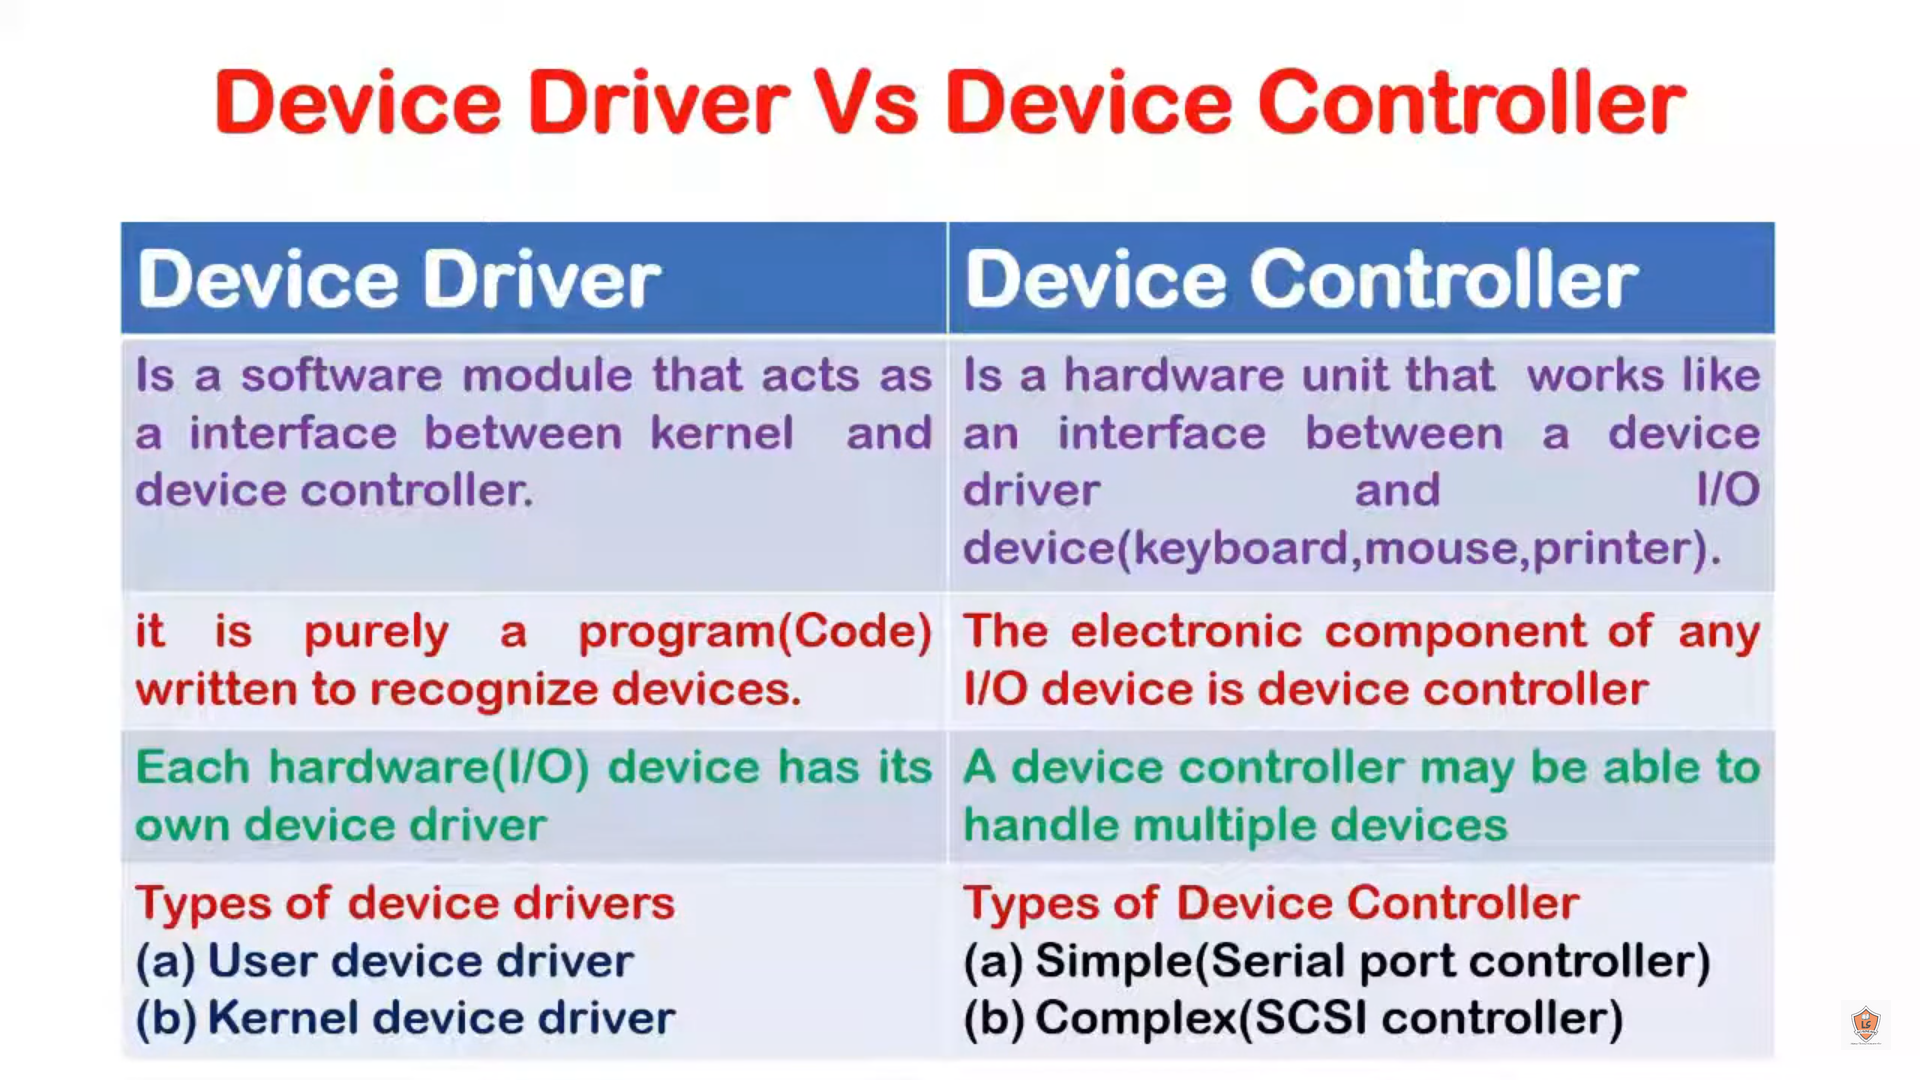 Device Driver Vs Device Controller
Device Driver
Is a software module that acts as
a interface between kernel and
device controller.
it is purely a program(Code)
written to recognize devices.
Each hardware(I/O) device has its
own device driver
Types of device drivers
(a) User device driver
(b) Kernel device driver
Device Controller
Is a hardware unit that works like
an interface between a device
driver and I/O
device(keyboard,mouse,printer).
The electronic component of any
I/O device is device controller
A device controller may be able to
handle multiple devices
Types of Device Controller
(a) Simple(Serial port controller)
(b) Complex(SCSI controller)